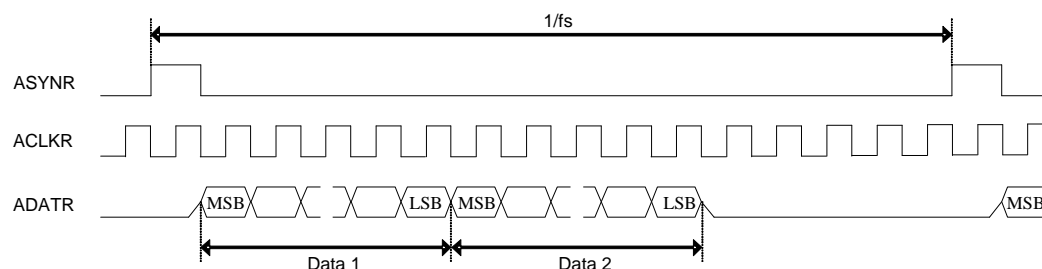 1/fs
ASYNR
ACLKR
ADATR
MSB LSB MSB LSB MSB
Data 1 Data 2